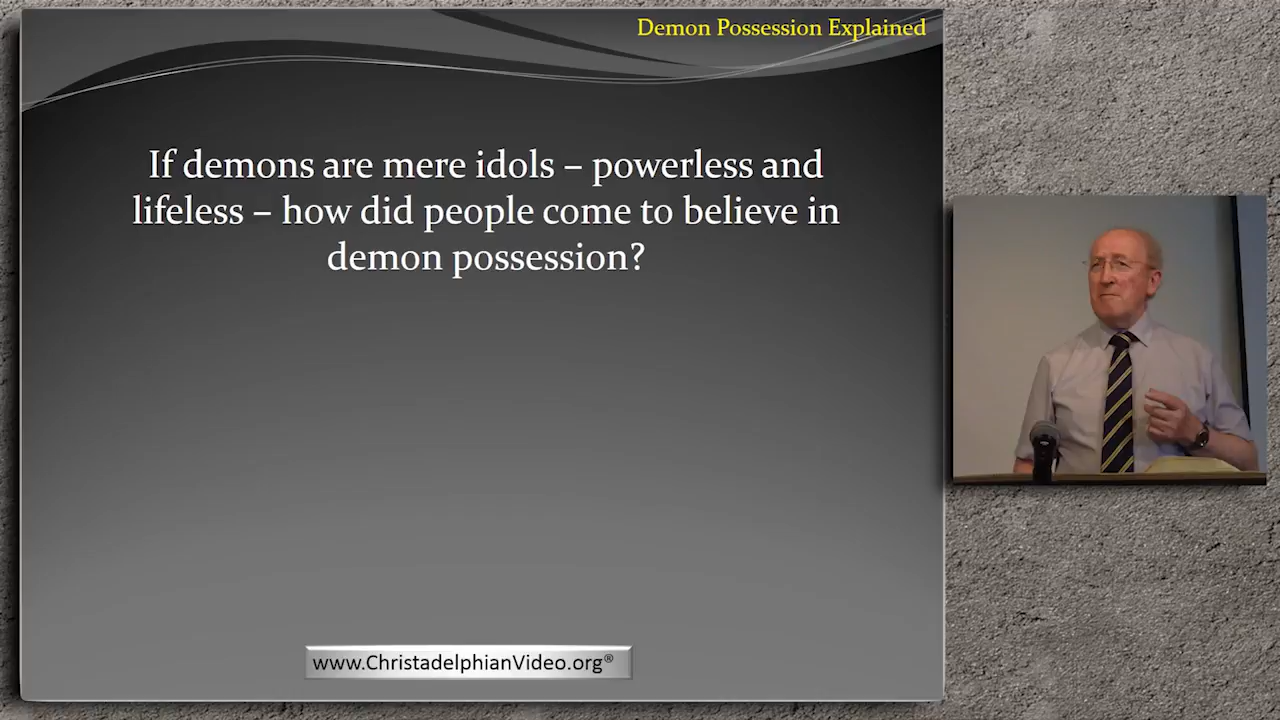 Demon Possession Explained
If demons are mere idols – powerless and
lifeless – how did people come to believe in
demon possession?
www.ChristadelphianVideo.org®